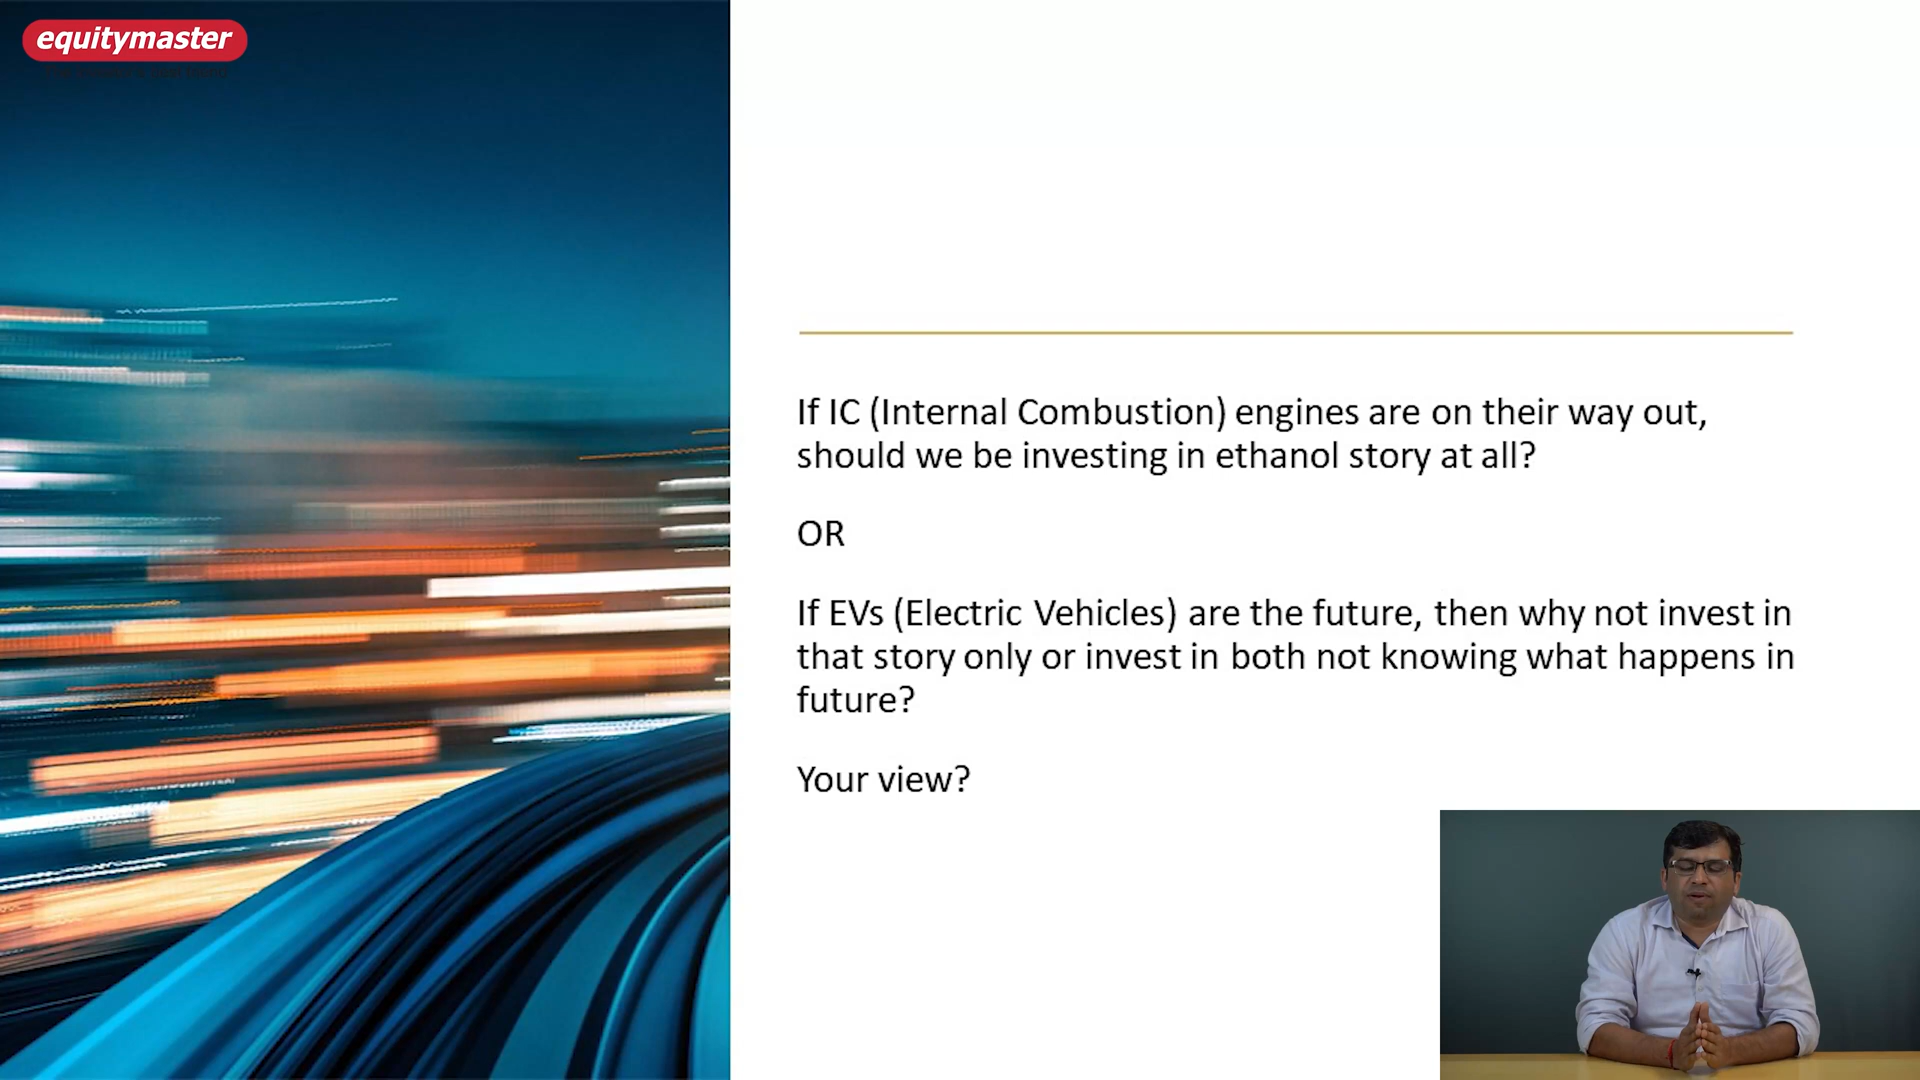 equitymaster
If IC (Internal Combustion) engines are on their way out,
should we be investing in ethanol story at all?
OR
If EVs (Electric Vehicles) are the future, then why not invest in
that story only or invest in both not knowing what happens in
future?
Your view?